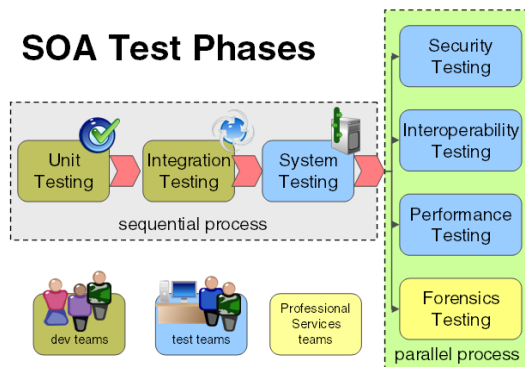 SOA Test Phases
Unit
Testing
Integration
Testing
System
Testing
sequential process
Security
Testing
Interoperability
Testing
Performance
Testing
Forensics
Testing
parallel process
dev teams
test teams
Professional
Services
teams